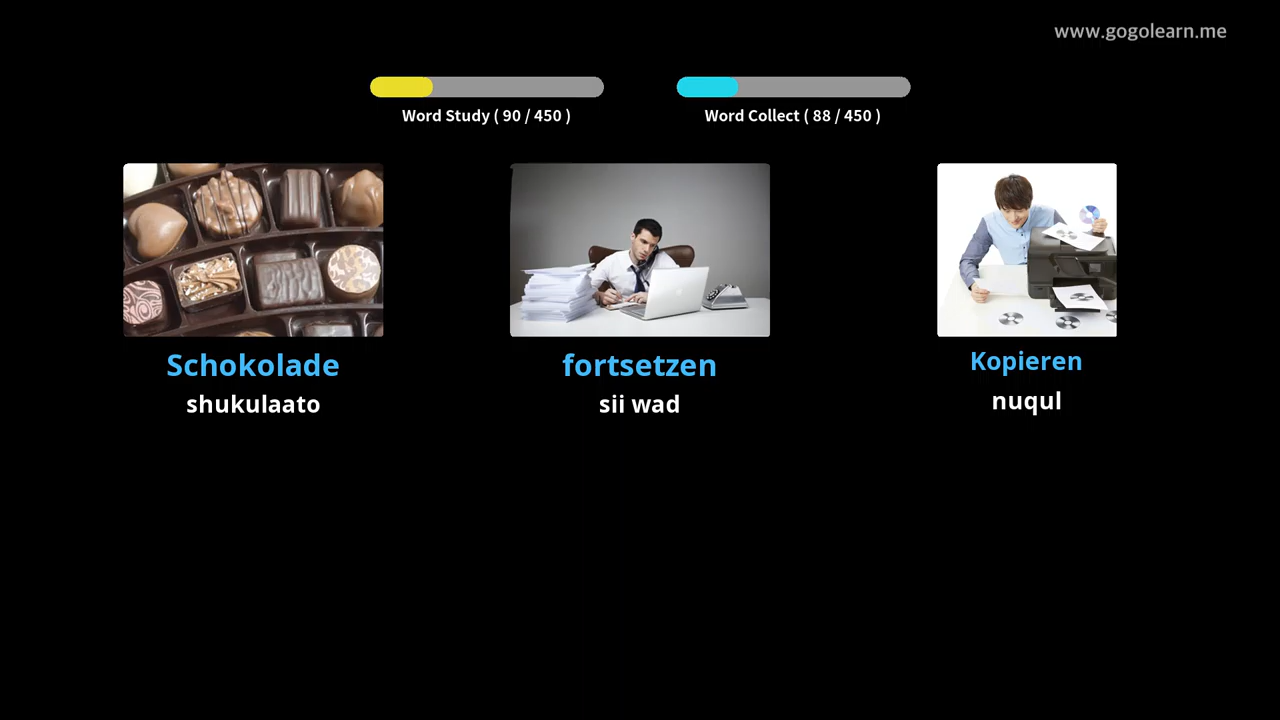 www.gogolearn.me
Word Study ( 90 / 450 )
Word Collect ( 88 / 450 )
Schokolade
shukulaato
fortsetzen
sii wad
Kopieren
nuqul